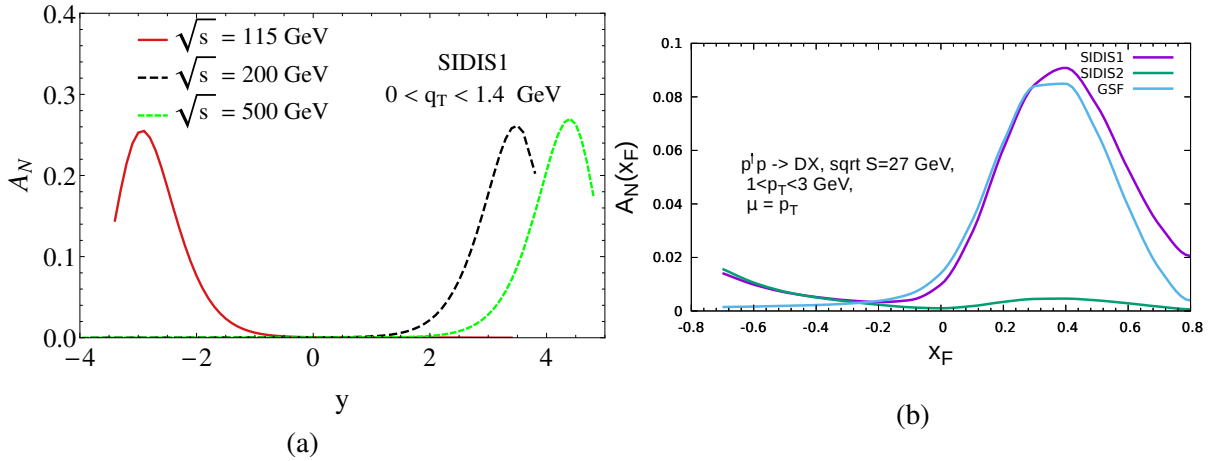 0.4
0.3
0.2
0.1
0.0
A_N
√s = 115 GeV
√s = 200 GeV
√s = 500 GeV
SIDIS1
0 < q_T < 1.4 GeV
−4
−2
0
2
4
y
(a)
0.1
0.08
0.06
0.04
0.02
0
A_N(x_F)
SIDIS1
SIDIS2
GSF
p↑p -> DX, sqrt S=27 GeV,
1<p_T<3 GeV,
μ = p_T
-0.8 -0.6 -0.4 -0.2 0 0.2 0.4 0.6 0.8
x_F
(b)